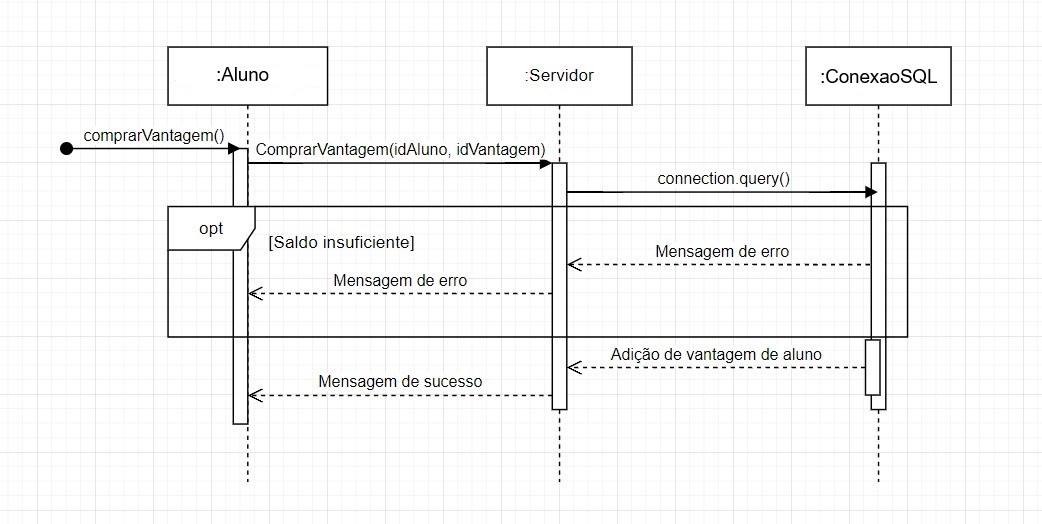 :Aluno
:Servidor
:ConexaoSQL
comprarVantagem()
ComprarVantagem(idAluno, idVantagem)
connection.query()
opt
[Saldo insuficiente]
Mensagem de erro
Mensagem de erro
Adição de vantagem de aluno
Mensagem de sucesso